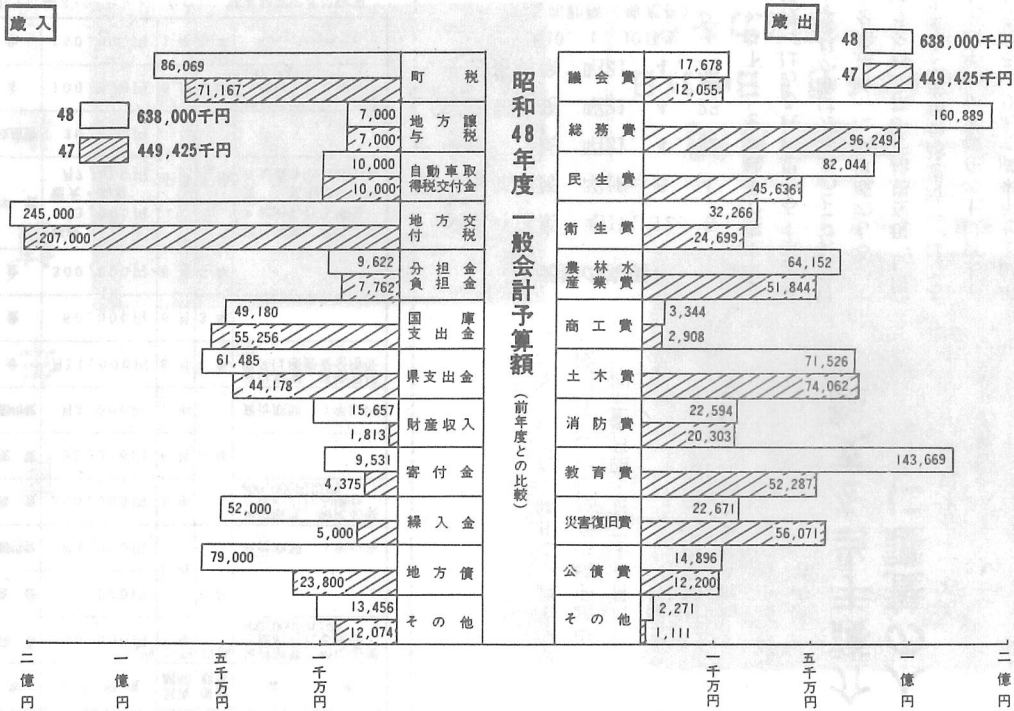 歳入
48 638,000千円
47 449,425千円
86,069
71,167
町税
7,000
7,000
地方譲与税
10,000
10,000
自動車取得税交付金
245,000
207,000
地方交付税
9,622
7,762
分担金負担金
49,180
55,256
国庫支出金
61,485
44,178
県支出金
15,657
1,813
財産収入
9,531
4,375
寄付金
52,000
5,000
繰入金
79,000
23,800
地方債
13,456
12,074
その他
二億円
一億円
五千万円
一千万円
昭和48年度 一般会計予算額
(前年度との比較)
歳出
48 638,000千円
47 449,425千円
議会費
17,678
12,055
総務費
160,889
96,249
民生費
82,044
45,636
衛生費
32,266
24,699
農林水産業費
64,152
51,844
商工費
3,344
2,908
土木費
71,526
74,062
消防費
22,594
20,303
教育費
143,669
52,287
災害復旧費
22,671
56,071
公債費
14,896
12,200
その他
2,271
1,111
一千万円
五千万円
一億円
二億円